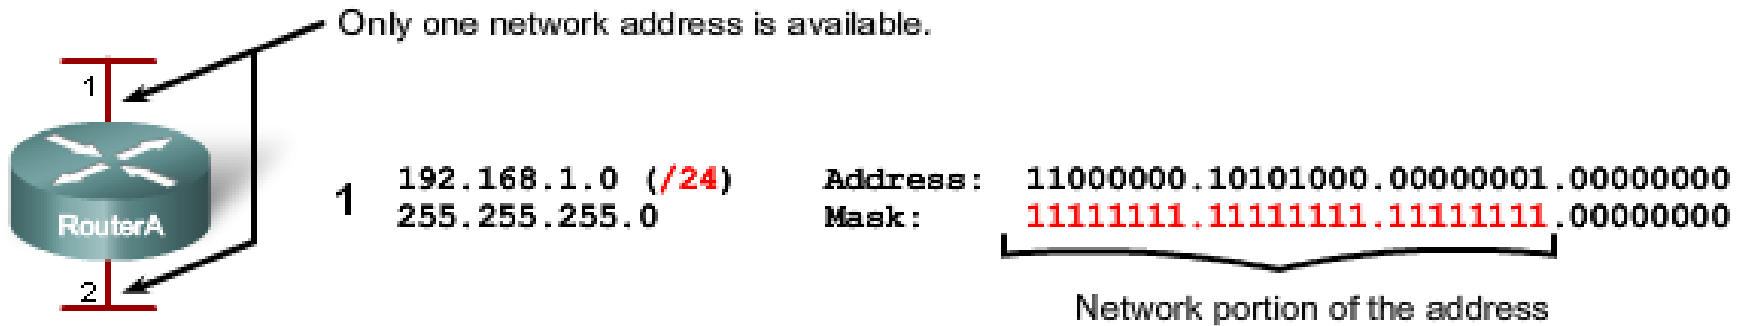 Only one network address is available.
1
RouterA
2
1
192.168.1.0 (/24)
255.255.255.0
Address: 11000000.10101000.00000001.00000000
Mask: 11111111.11111111.11111111.00000000
Network portion of the address